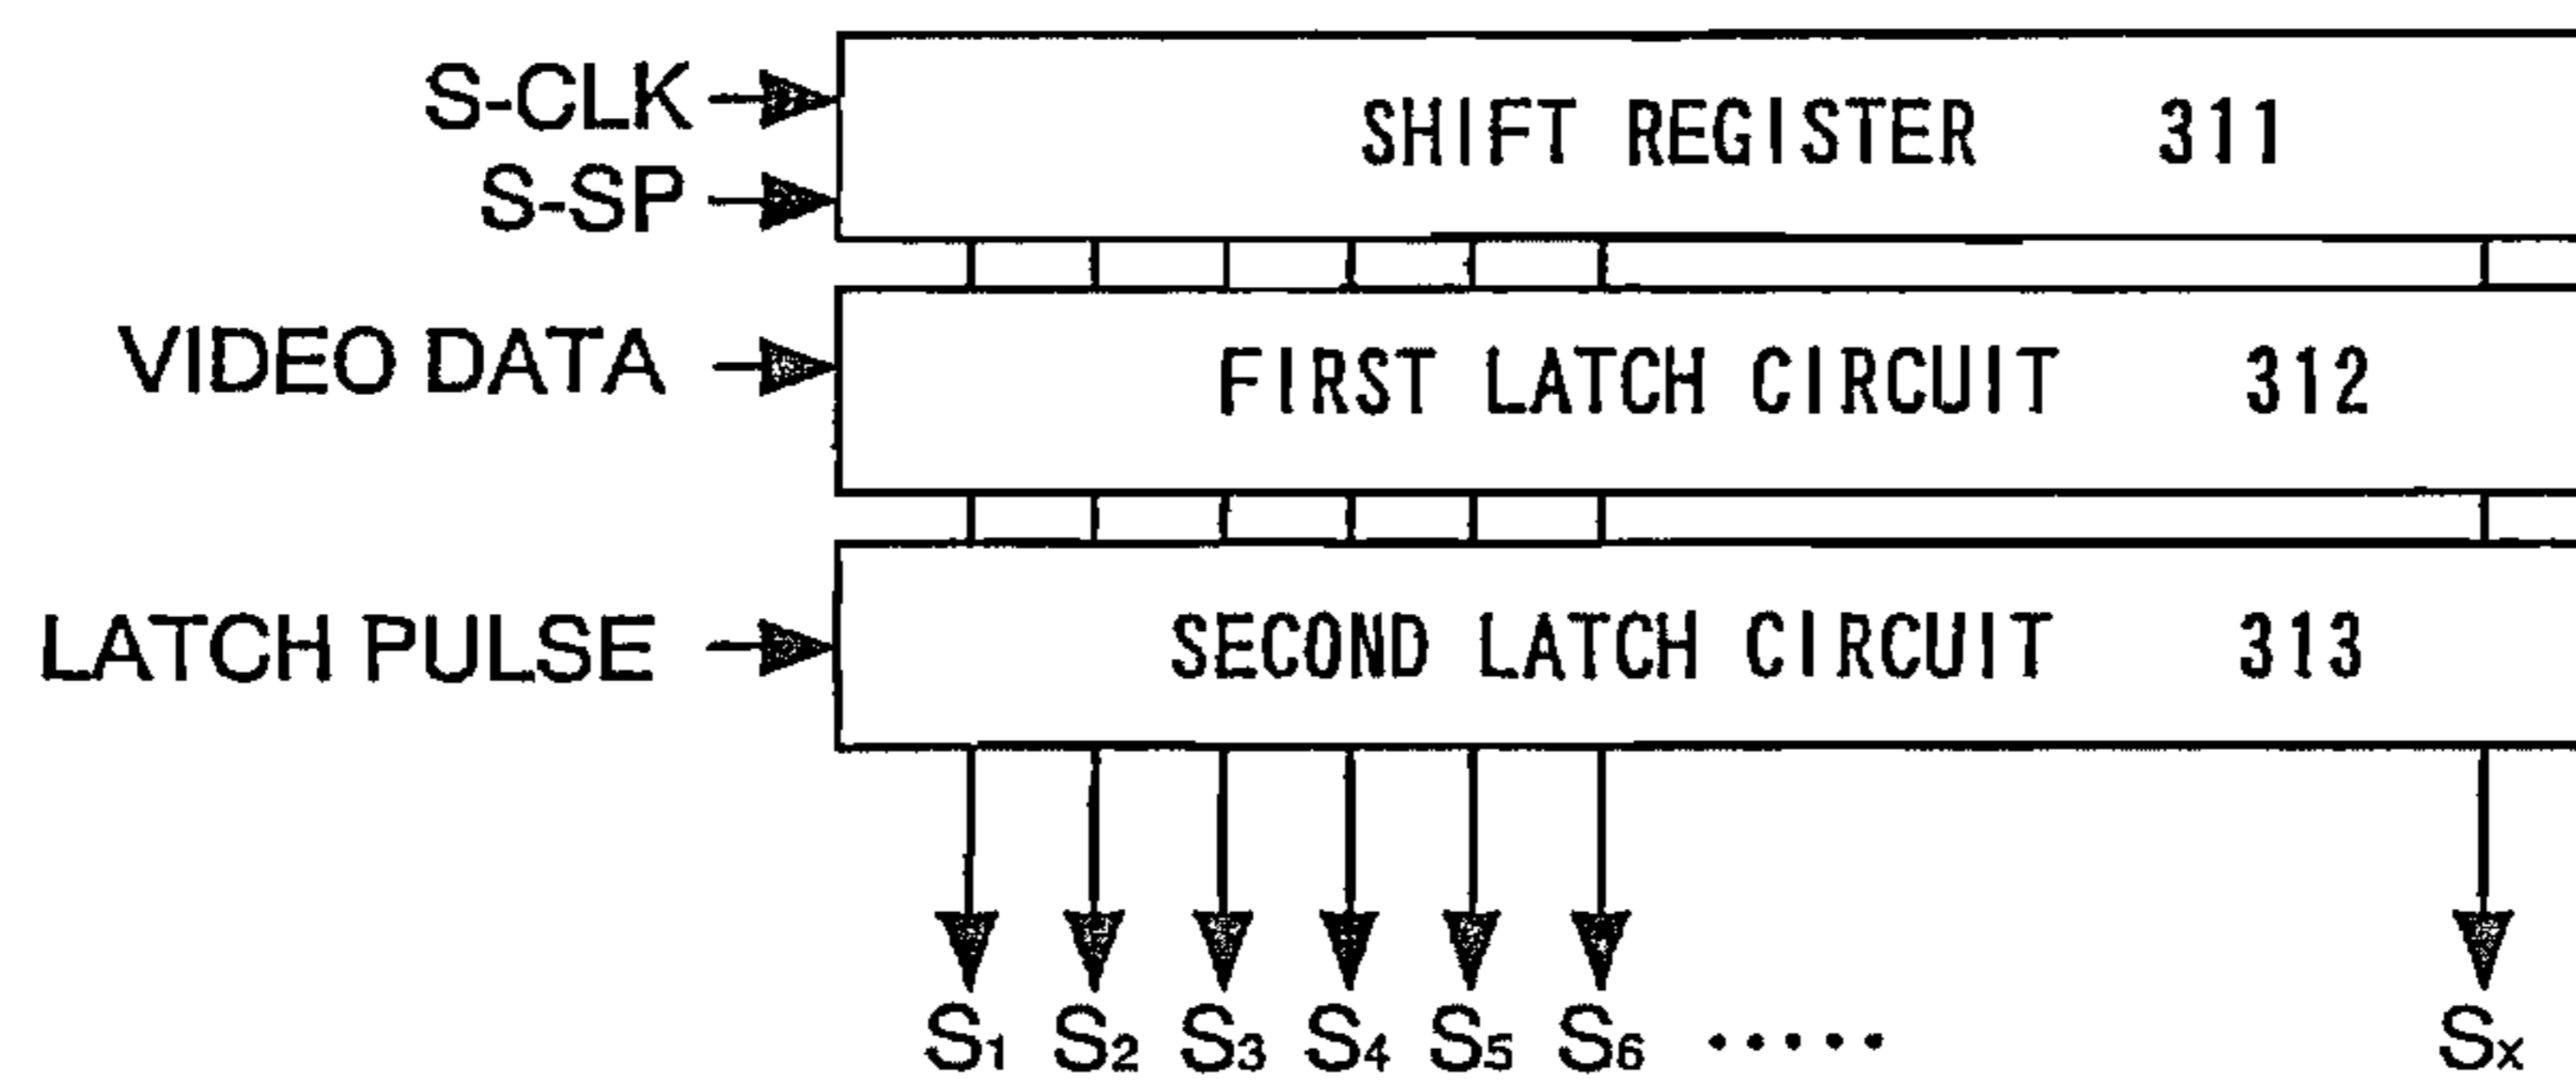 S-CLK
S-SP
SHIFT REGISTER 311
VIDEO DATA
FIRST LATCH CIRCUIT 312
LATCH PULSE
SECOND LATCH CIRCUIT 313
S1 S2 S3 S4 S5 S6 ····· Sx